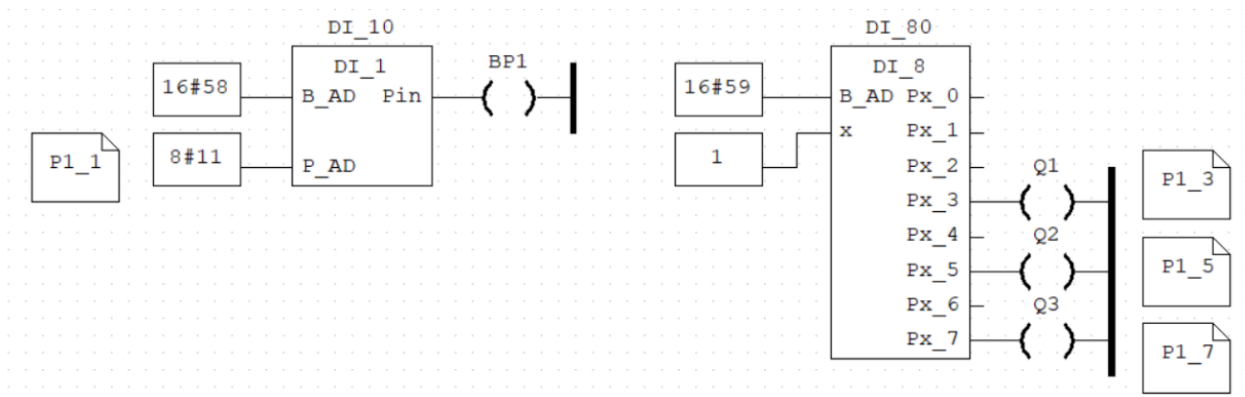 DI_10
DI_1
B_AD Pin
P_AD
16#58
8#11
P1_1
BP1
DI_80
DI_8
B_AD Px_0
x Px_1
Px_2
Px_3
Px_4
Px_5
Px_6
Px_7
16#59
1
Q1
Q2
Q3
P1_3
P1_5
P1_7